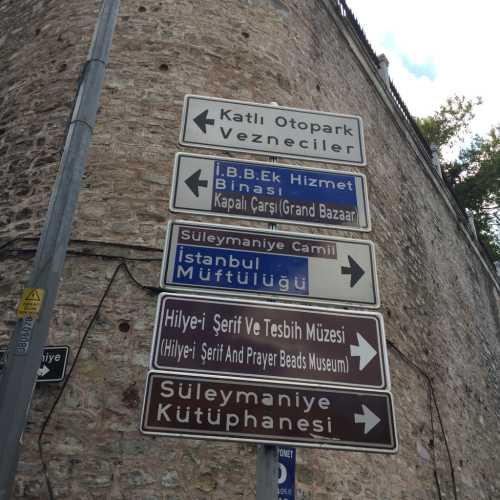 Katlı Otopark
Vezneciler
İ.B.B.Ek Hizmet
Binası
Kapalı Çarşı(Grand Bazaar)
Süleymaniye Camii
İstanbul
Müftülüğü
Hilye-i Şerif Ve Tesbih Müzesi
(Hilye-i Şerif And Prayer Beads Museum)
Süleymaniye
Kütüphanesi